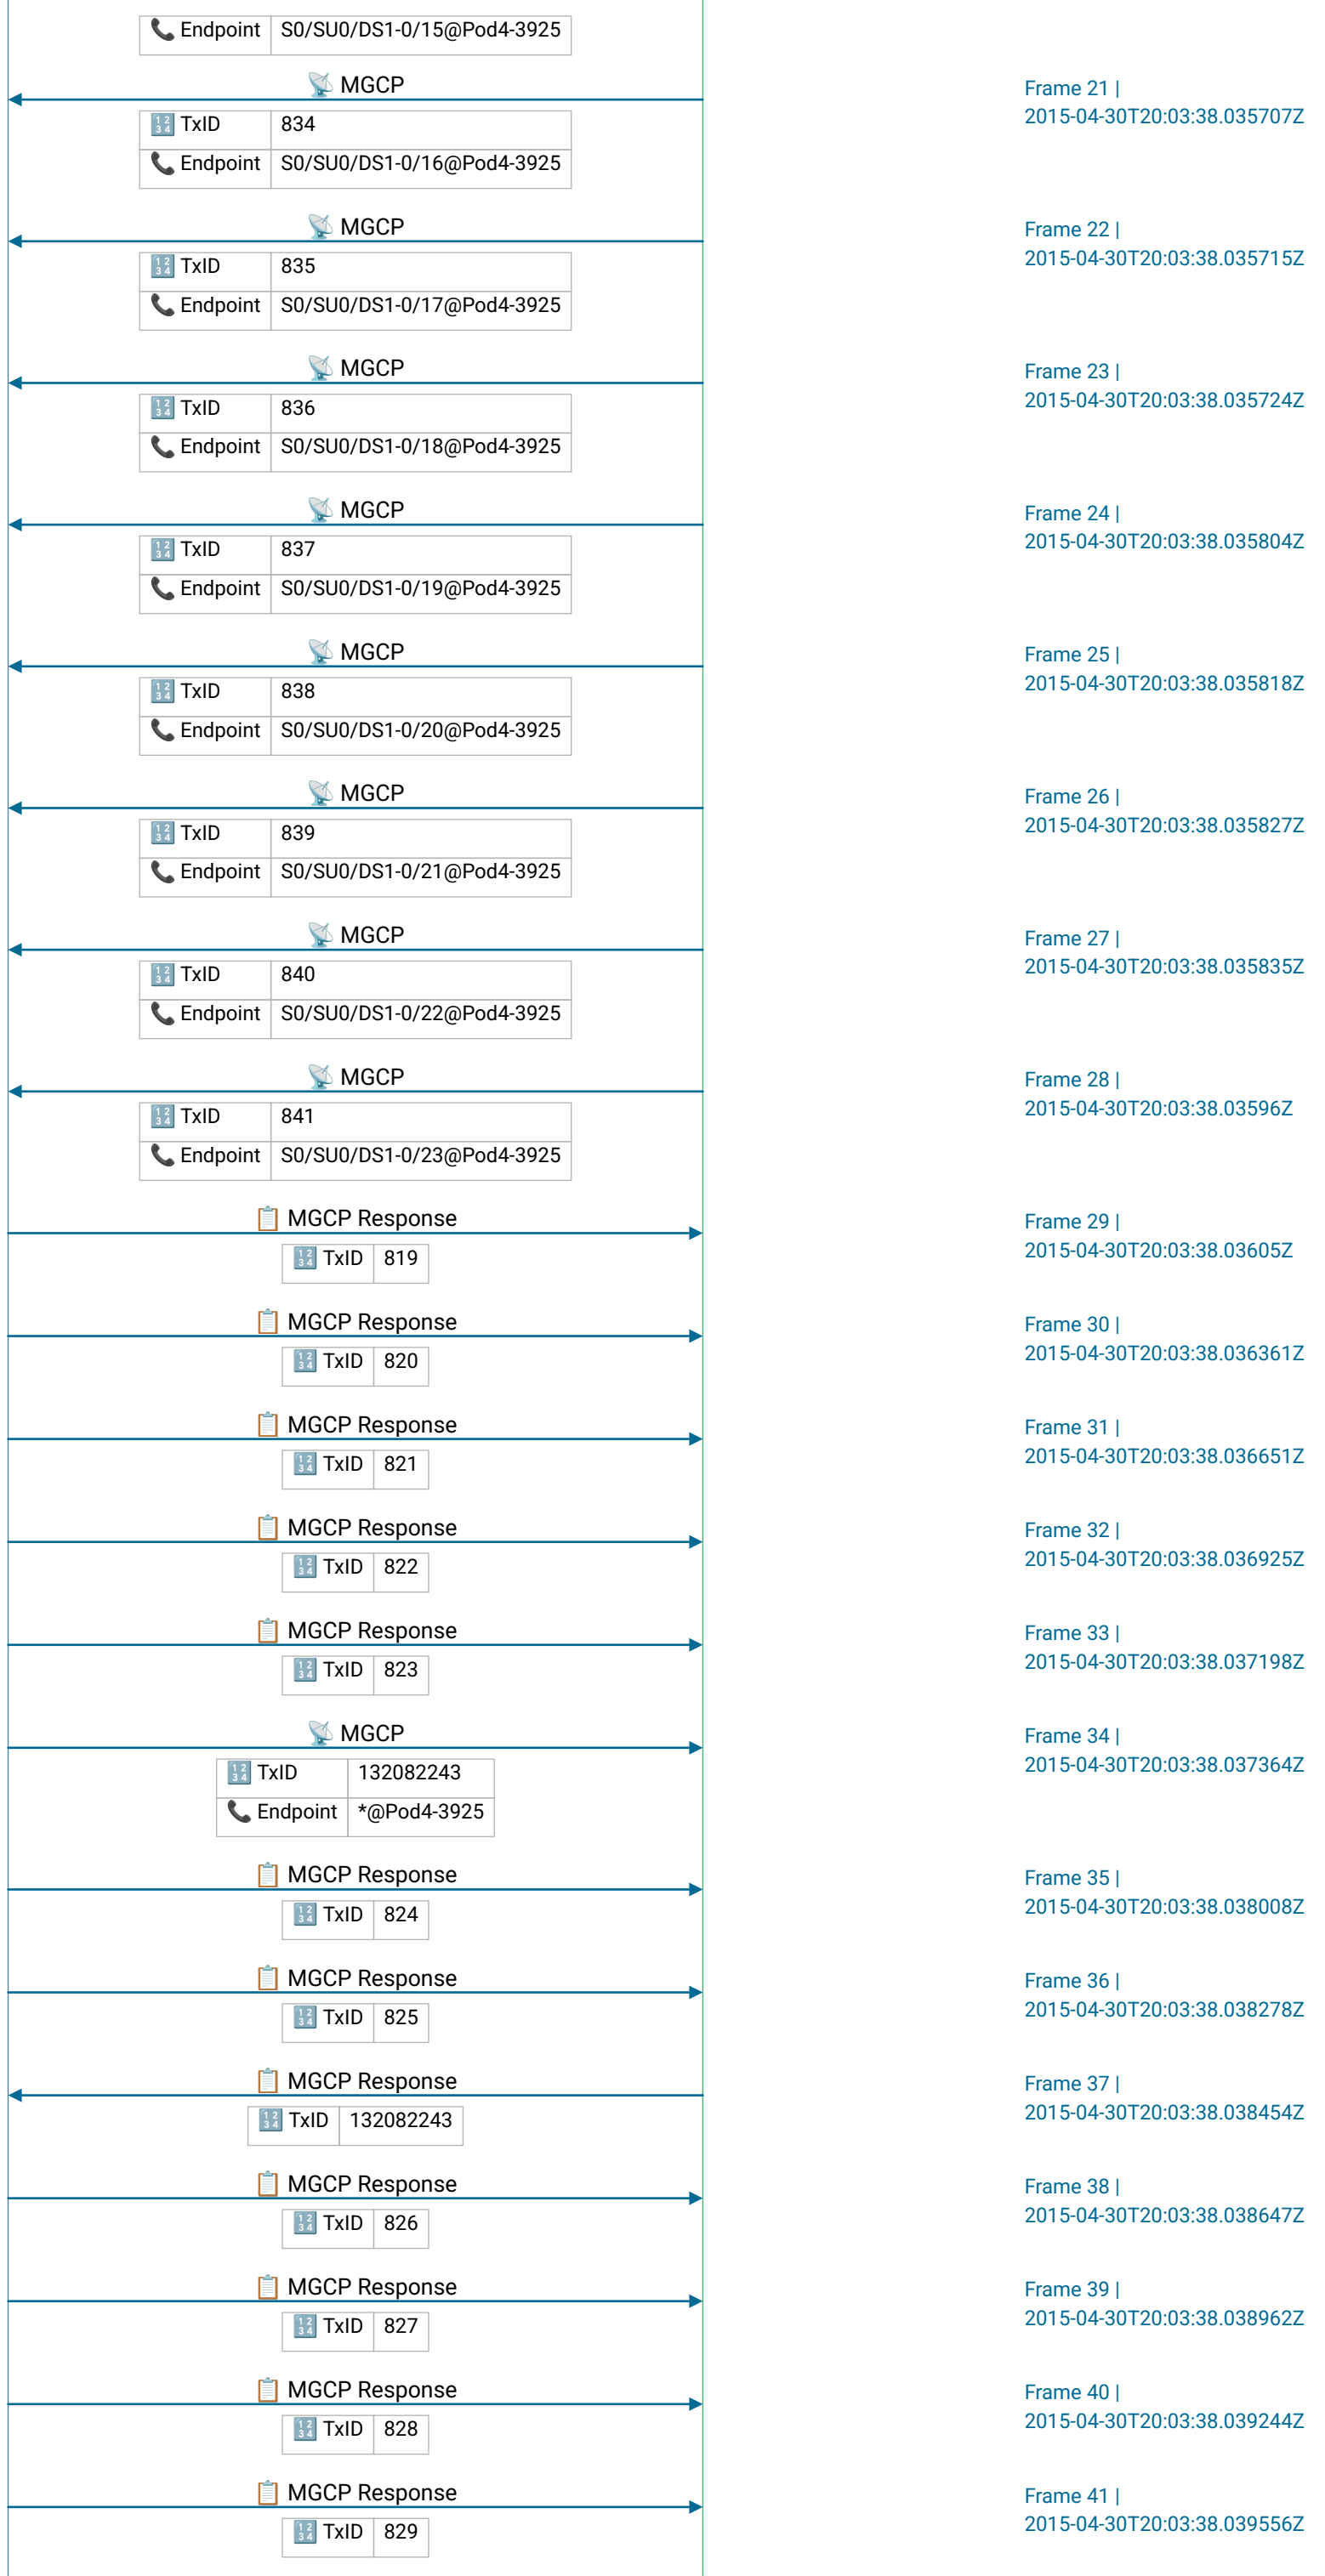 📞 Endpoint S0/SU0/DS1-0/15@Pod4-3925
📡 MGCP
Frame 21 |
2015-04-30T20:03:38.035707Z
🔢 TxID 834
📞 Endpoint S0/SU0/DS1-0/16@Pod4-3925
📡 MGCP
Frame 22 |
2015-04-30T20:03:38.035715Z
🔢 TxID 835
📞 Endpoint S0/SU0/DS1-0/17@Pod4-3925
📡 MGCP
Frame 23 |
2015-04-30T20:03:38.035724Z
🔢 TxID 836
📞 Endpoint S0/SU0/DS1-0/18@Pod4-3925
📡 MGCP
Frame 24 |
2015-04-30T20:03:38.035804Z
🔢 TxID 837
📞 Endpoint S0/SU0/DS1-0/19@Pod4-3925
📡 MGCP
Frame 25 |
2015-04-30T20:03:38.035818Z
🔢 TxID 838
📞 Endpoint S0/SU0/DS1-0/20@Pod4-3925
📡 MGCP
Frame 26 |
2015-04-30T20:03:38.035827Z
🔢 TxID 839
📞 Endpoint S0/SU0/DS1-0/21@Pod4-3925
📡 MGCP
Frame 27 |
2015-04-30T20:03:38.035835Z
🔢 TxID 840
📞 Endpoint S0/SU0/DS1-0/22@Pod4-3925
📡 MGCP
Frame 28 |
2015-04-30T20:03:38.03596Z
🔢 TxID 841
📞 Endpoint S0/SU0/DS1-0/23@Pod4-3925
📋 MGCP Response
Frame 29 |
2015-04-30T20:03:38.03605Z
🔢 TxID 819
📋 MGCP Response
Frame 30 |
2015-04-30T20:03:38.036361Z
🔢 TxID 820
📋 MGCP Response
Frame 31 |
2015-04-30T20:03:38.036651Z
🔢 TxID 821
📋 MGCP Response
Frame 32 |
2015-04-30T20:03:38.036925Z
🔢 TxID 822
📋 MGCP Response
Frame 33 |
2015-04-30T20:03:38.037198Z
🔢 TxID 823
📡 MGCP
Frame 34 |
2015-04-30T20:03:38.037364Z
🔢 TxID 132082243
📞 Endpoint *@Pod4-3925
📋 MGCP Response
Frame 35 |
2015-04-30T20:03:38.038008Z
🔢 TxID 824
📋 MGCP Response
Frame 36 |
2015-04-30T20:03:38.038278Z
🔢 TxID 825
📋 MGCP Response
Frame 37 |
2015-04-30T20:03:38.038454Z
🔢 TxID 132082243
📋 MGCP Response
Frame 38 |
2015-04-30T20:03:38.038647Z
🔢 TxID 826
📋 MGCP Response
Frame 39 |
2015-04-30T20:03:38.038962Z
🔢 TxID 827
📋 MGCP Response
Frame 40 |
2015-04-30T20:03:38.039244Z
🔢 TxID 828
📋 MGCP Response
Frame 41 |
2015-04-30T20:03:38.039556Z
🔢 TxID 829